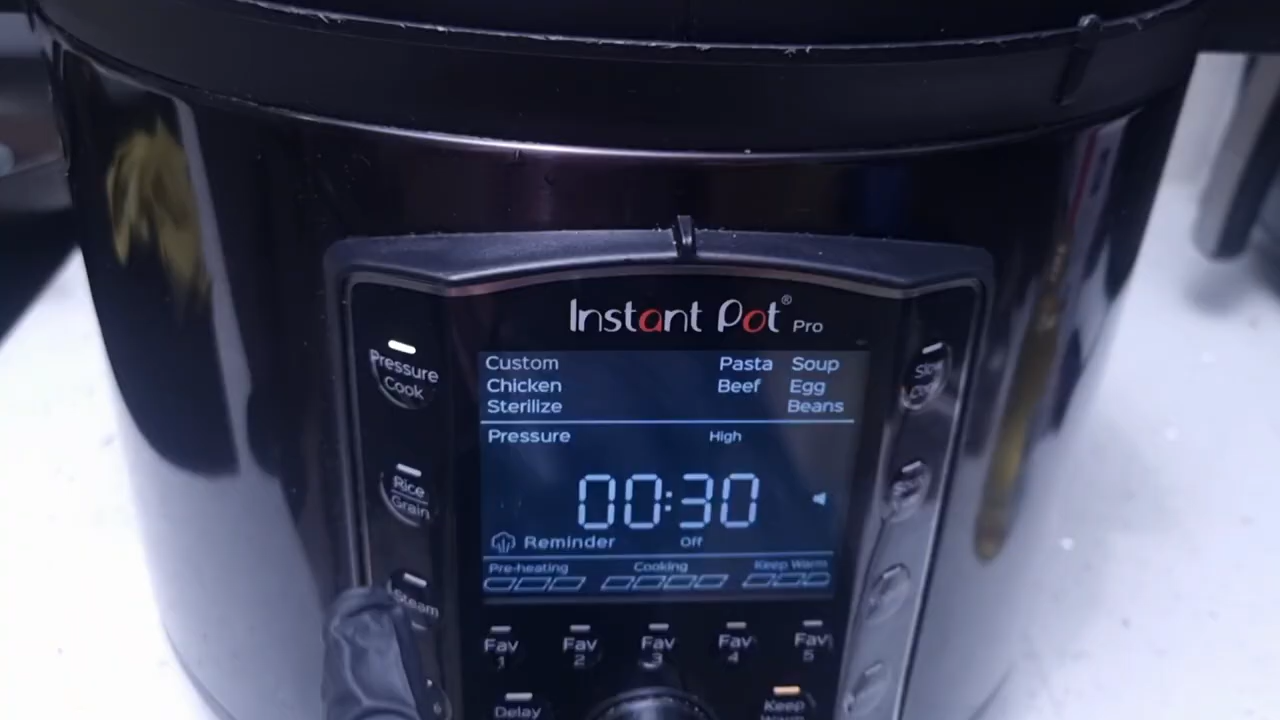 Instant Pot® Pro
Custom Pasta Soup
Chicken Beef Egg
Sterilize Beans
Pressure High
00:30
Reminder Off
Pre-heating Cooking Keep Warm
Pressure
Cook
Rice
Grain
Steam
Slow
Fav
1
Fav
2
Fav
3
Fav
4
Fav
5
Delay
Keep
Warm